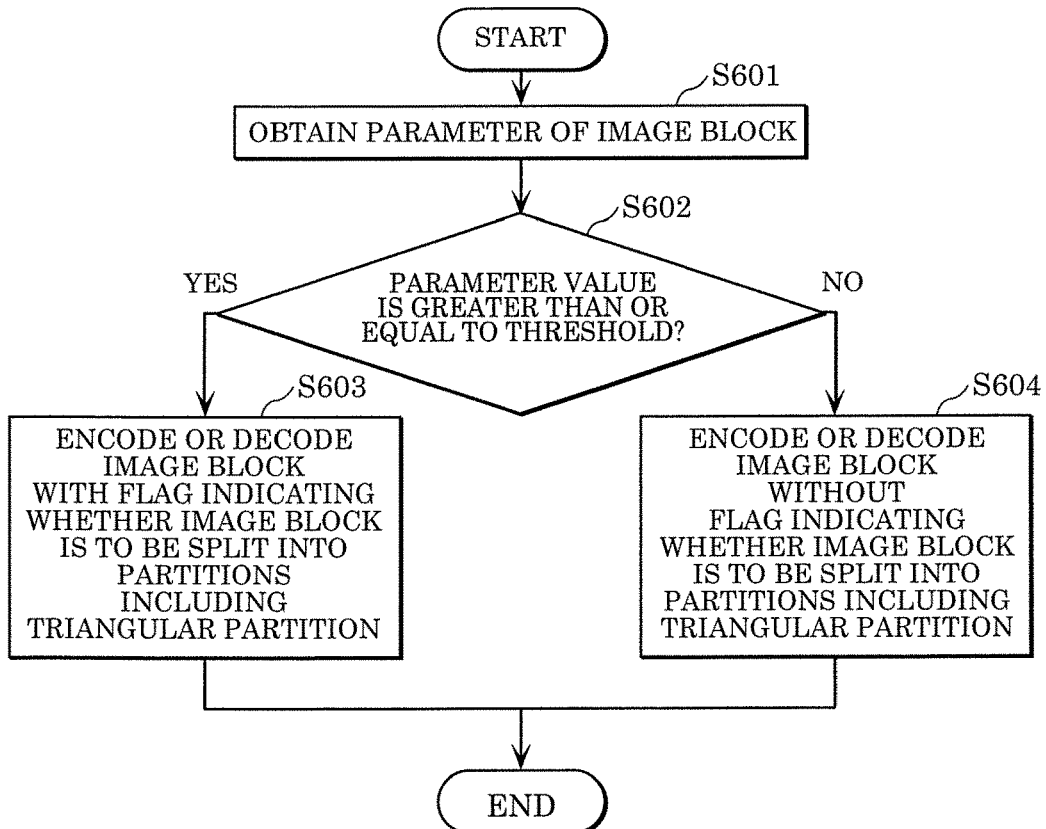 START
S601
OBTAIN PARAMETER OF IMAGE BLOCK
S602
PARAMETER VALUE
IS GREATER THAN OR
EQUAL TO THRESHOLD?
YES
NO
S603
ENCODE OR DECODE
IMAGE BLOCK
WITH FLAG INDICATING
WHETHER IMAGE BLOCK
IS TO BE SPLIT INTO
PARTITIONS
INCLUDING
TRIANGULAR PARTITION
S604
ENCODE OR DECODE
IMAGE BLOCK
WITHOUT
FLAG INDICATING
WHETHER IMAGE BLOCK
IS TO BE SPLIT INTO
PARTITIONS INCLUDING
TRIANGULAR PARTITION
END